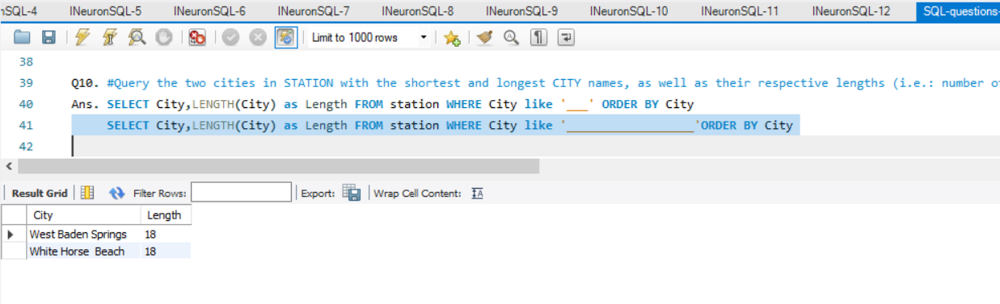 nSQL-4 INeuronSQL-5 INeuronSQL-6 INeuronSQL-7 INeuronSQL-8 INeuronSQL-9 INeuronSQL-10 INeuronSQL-11 INeuronSQL-12 SQL-questions-
Limit to 1000 rows
38
39 Q10. #Query the two cities in STATION with the shortest and longest CITY names, as well as their respective lengths (i.e.: number of
40 Ans. SELECT City,LENGTH(City) as Length FROM station WHERE City like '___' ORDER BY City
41 SELECT City,LENGTH(City) as Length FROM station WHERE City like '__________________'ORDER BY City
42
Result Grid Filter Rows: Export: Wrap Cell Content:
City Length
West Baden Springs 18
White Horse  Beach 18